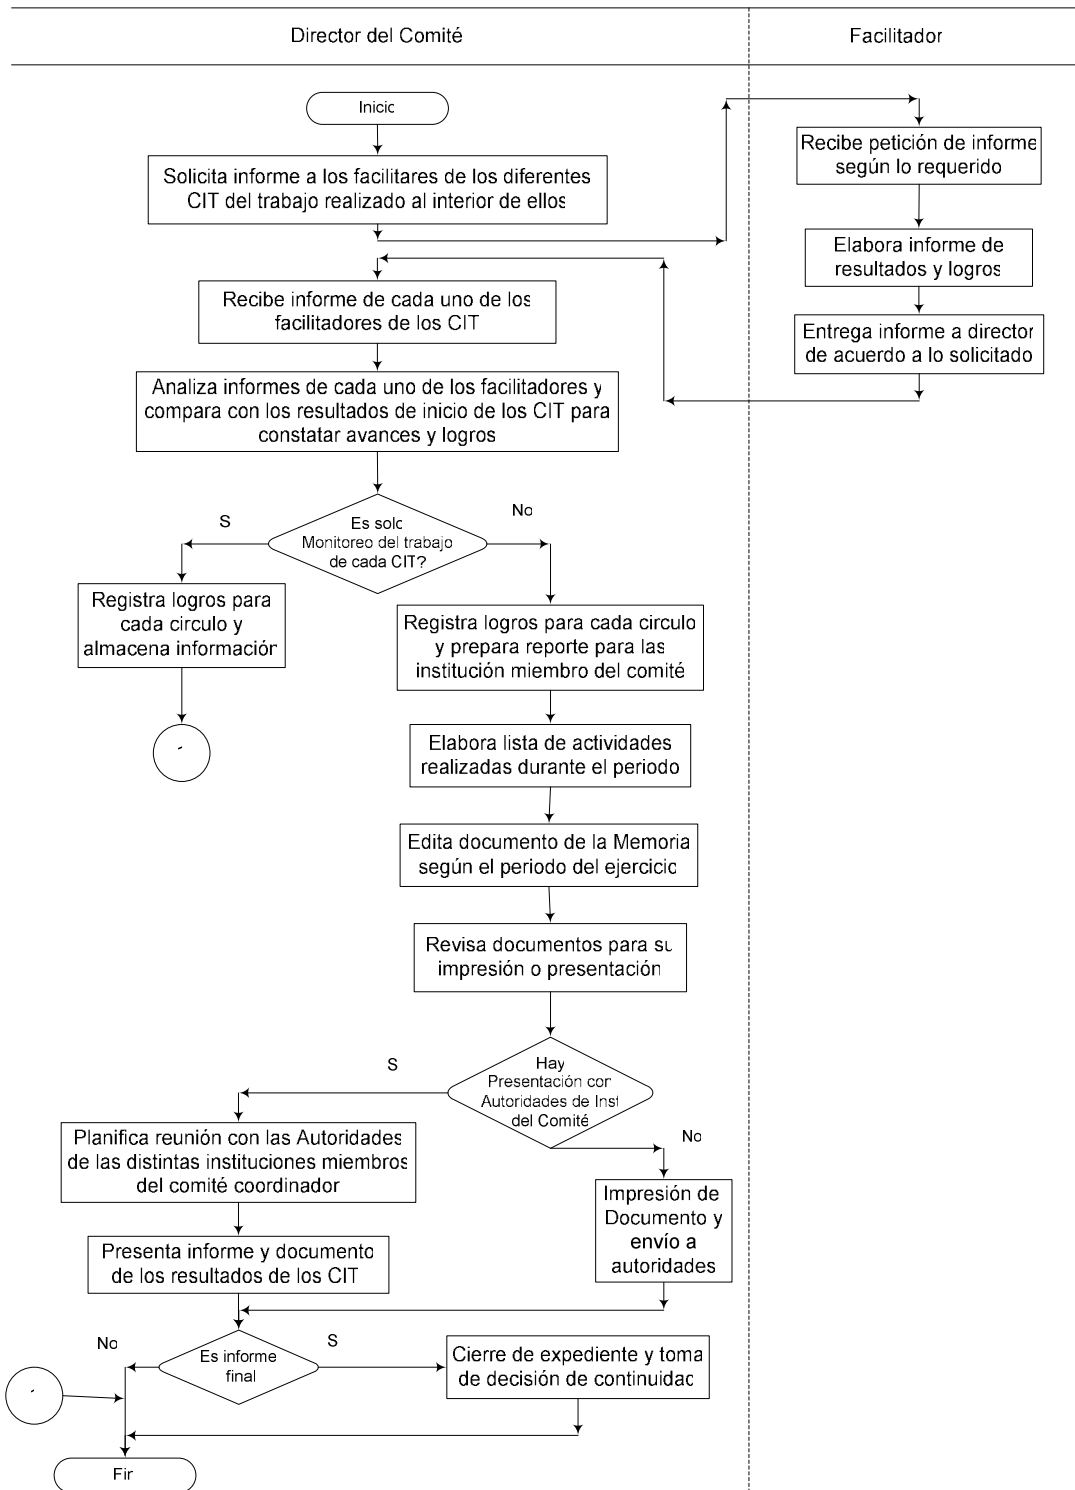 Director del Comité
Facilitador
Inicio
Solicita informe a los facilitares de los diferentes
CIT del trabajo realizado al interior de ellos
Recibe petición de informe
según lo requerido
Elabora informe de
resultados y logros
Entrega informe a director
de acuerdo a lo solicitado
Recibe informe de cada uno de los
facilitadores de los CIT
Analiza informes de cada uno de los facilitadores y
compara con los resultados de inicio de los CIT para
constatar avances y logros
Es solo
Monitoreo del trabajo
de cada CIT?
S
No
Registra logros para
cada circulo y
almacena información
Registra logros para cada circulo
y prepara reporte para las
institución miembro del comité
Elabora lista de actividades
realizadas durante el periodo
Edita documento de la Memoria
según el periodo del ejercicio
Revisa documentos para su
impresión o presentación
Hay
Presentación con
Autoridades de Inst
del Comité
S
No
Planifica reunión con las Autoridades
de las distintas instituciones miembros
del comité coordinador
Impresión de
Documento y
envío a
autoridades
Presenta informe y documento
de los resultados de los CIT
Es informe
final
No
S
Cierre de expediente y toma
de decisión de continuidad
Fin